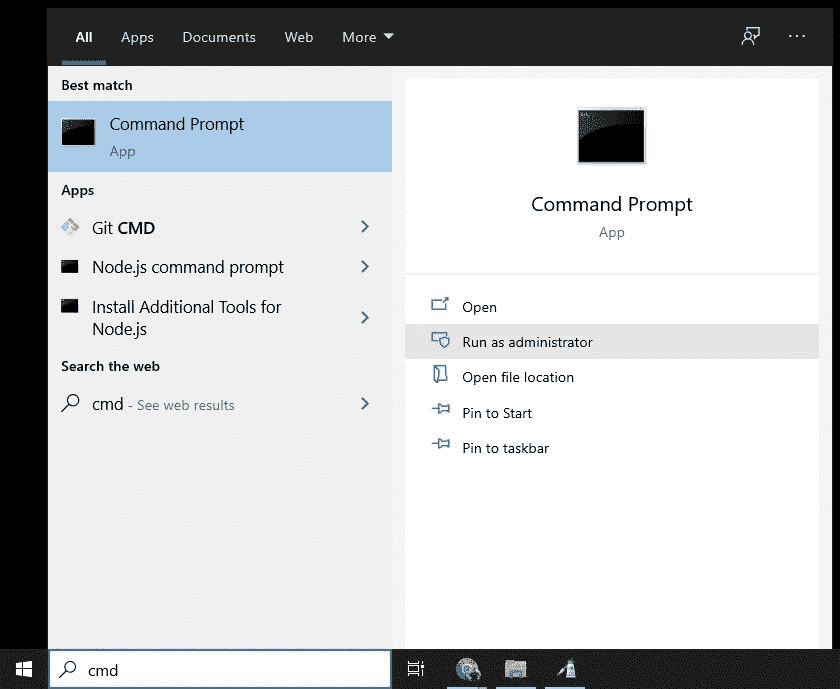 All Apps Documents Web More
Best match
Command Prompt
App
Apps
Git CMD
Node.js command prompt
Install Additional Tools for
Node.js
Search the web
cmd - See web results
Command Prompt
App
Open
Run as administrator
Open file location
Pin to Start
Pin to taskbar
cmd